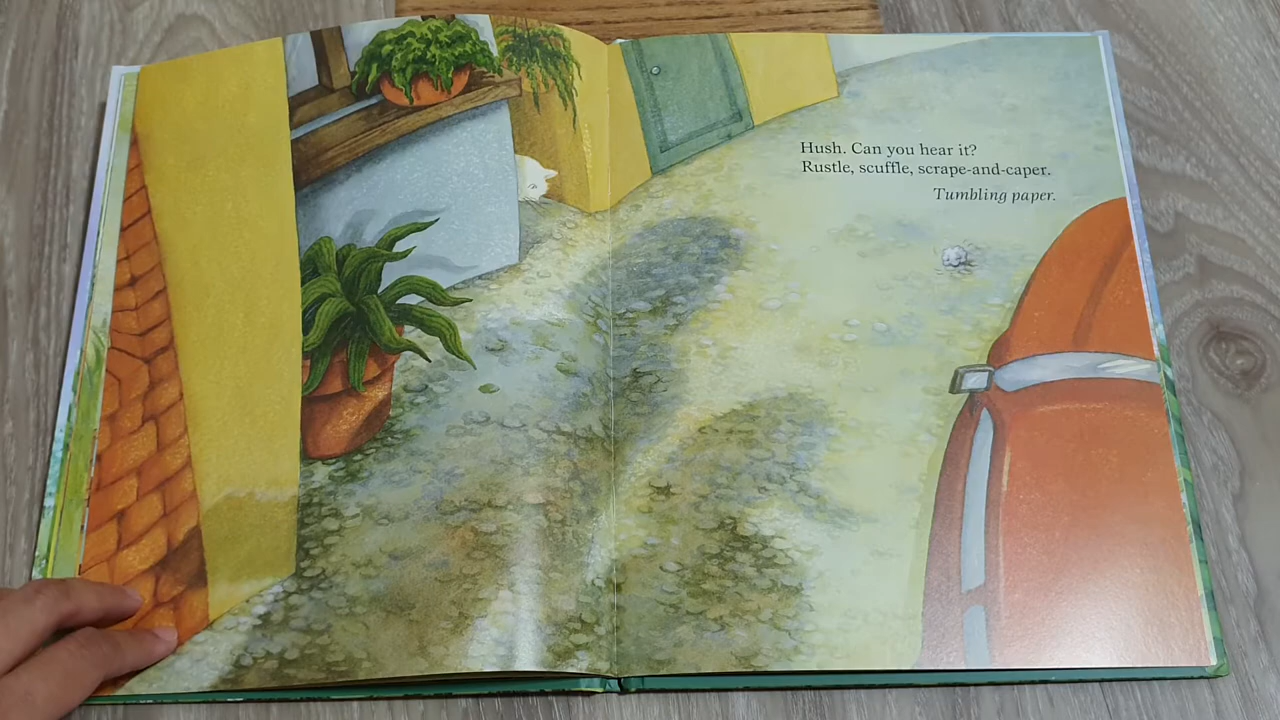 Hush. Can you hear it?
Rustle, scuffle, scrape-and-caper.
Tumbling paper.